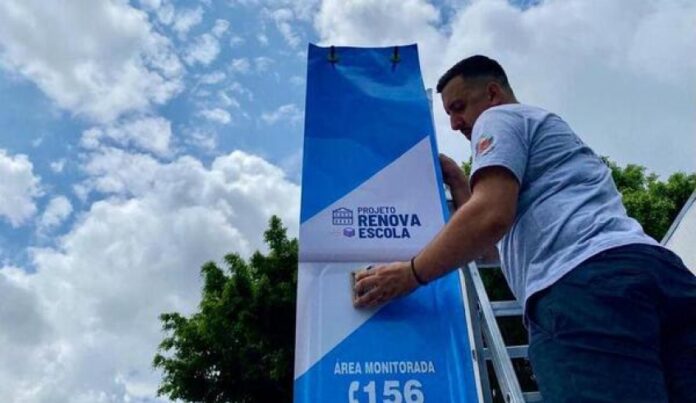 PROJETO
RENOVA
ESCOLA
ÁREA MONITORADA
156